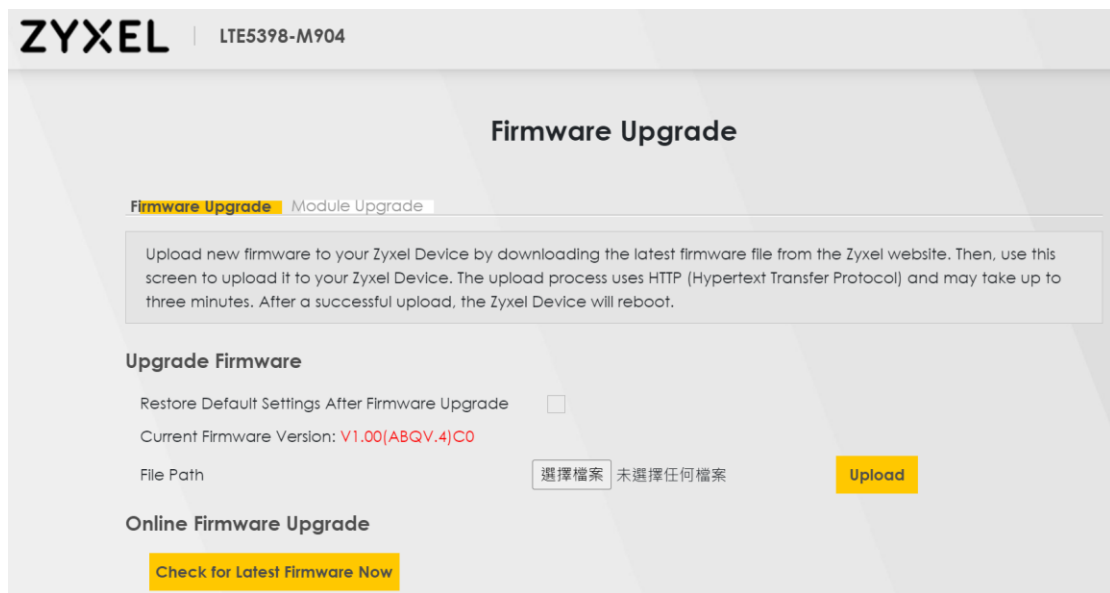 ZYXEL LTE5398-M904
Firmware Upgrade
Firmware Upgrade Module Upgrade
Upload new firmware to your Zyxel Device by downloading the latest firmware file from the Zyxel website. Then, use this
screen to upload it to your Zyxel Device. The upload process uses HTTP (Hypertext Transfer Protocol) and may take up to
three minutes. After a successful upload, the Zyxel Device will reboot.
Upgrade Firmware
Restore Default Settings After Firmware Upgrade
Current Firmware Version: V1.00(ABQV.4)C0
File Path 選擇檔案 未選擇任何檔案 Upload
Online Firmware Upgrade
Check for Latest Firmware Now